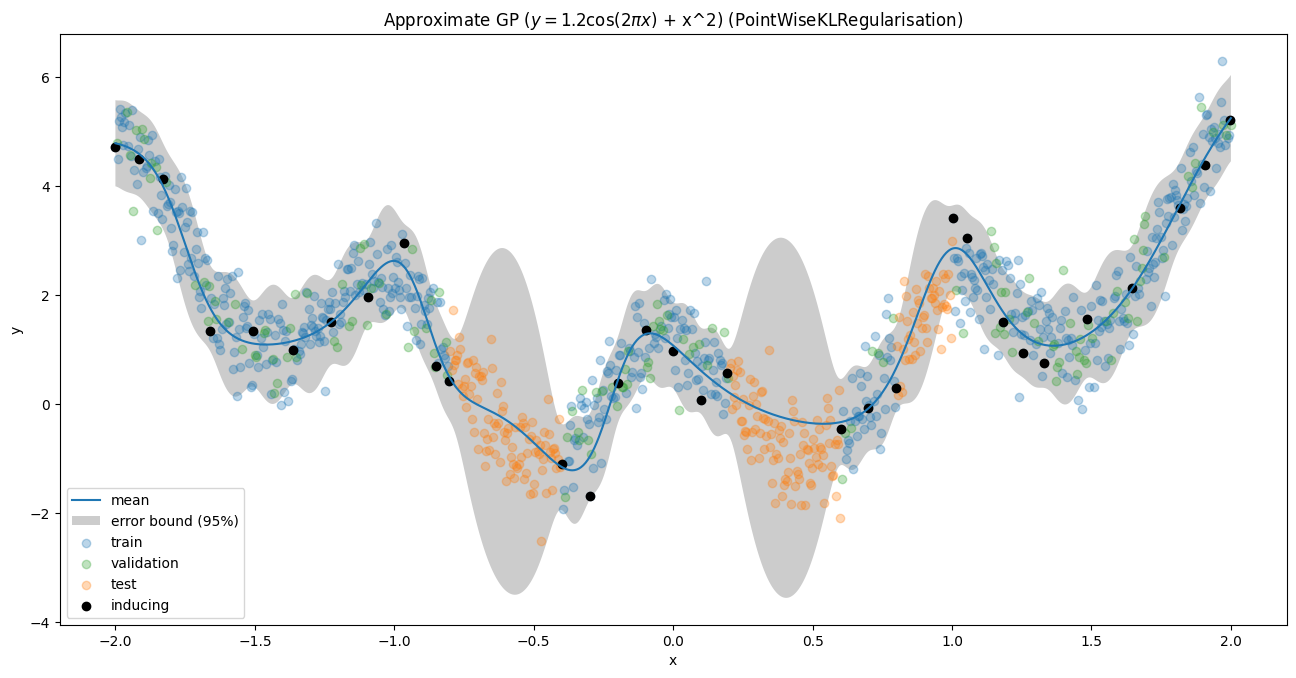 Approximate GP (y = 1.2cos(2πx) + x^2) (PointWiseKLRegularisation)
6
4
2
0
−2
−4
y
−2.0 −1.5 −1.0 −0.5 0.0 0.5 1.0 1.5 2.0
x
mean
error bound (95%)
train
validation
test
inducing